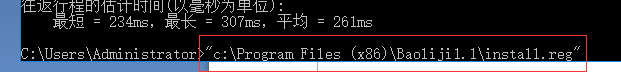 在返行程的估计时间(以毫秒为单位):
最短 = 234ms，最长 = 307ms，平均 = 261ms
C:\Users\Administrator>"c:\Program Files (x86)\Baoliji1.1\install.reg"